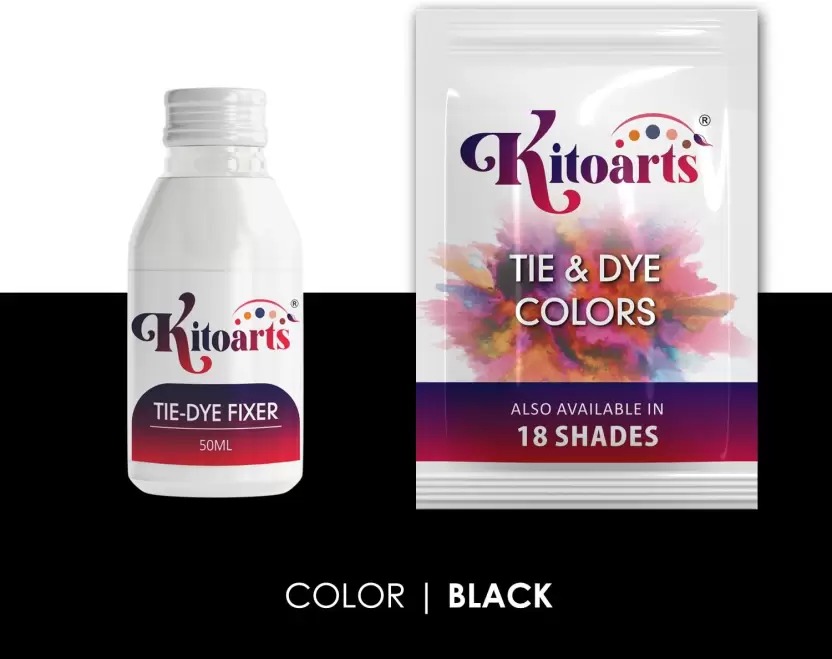 Kitoarts®
TIE-DYE FIXER
50ML
Kitoarts®
TIE & DYE
COLORS
ALSO AVAILABLE IN
18 SHADES
COLOR | BLACK